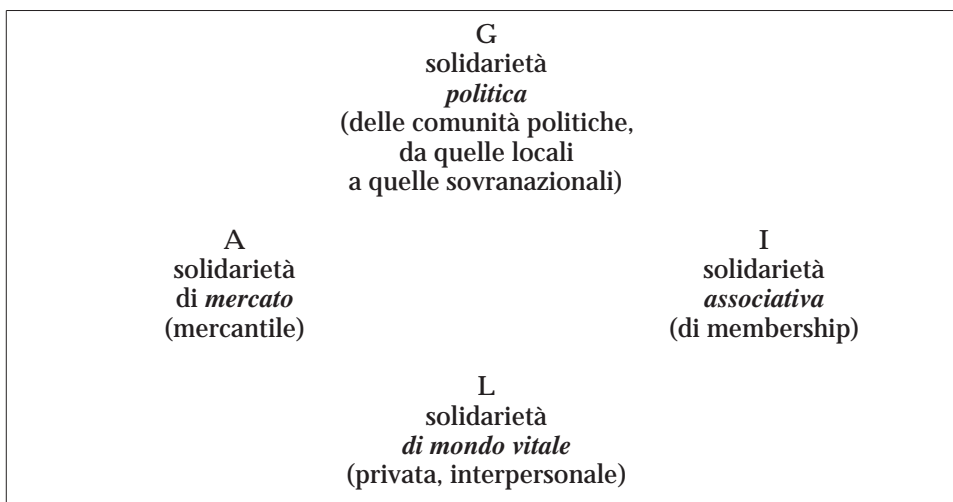 G
solidarietà
politica
(delle comunità politiche,
da quelle locali
a quelle sovranazionali)
A
solidarietà
di mercato
(mercantile)
I
solidarietà
associativa
(di membership)
L
solidarietà
di mondo vitale
(privata, interpersonale)